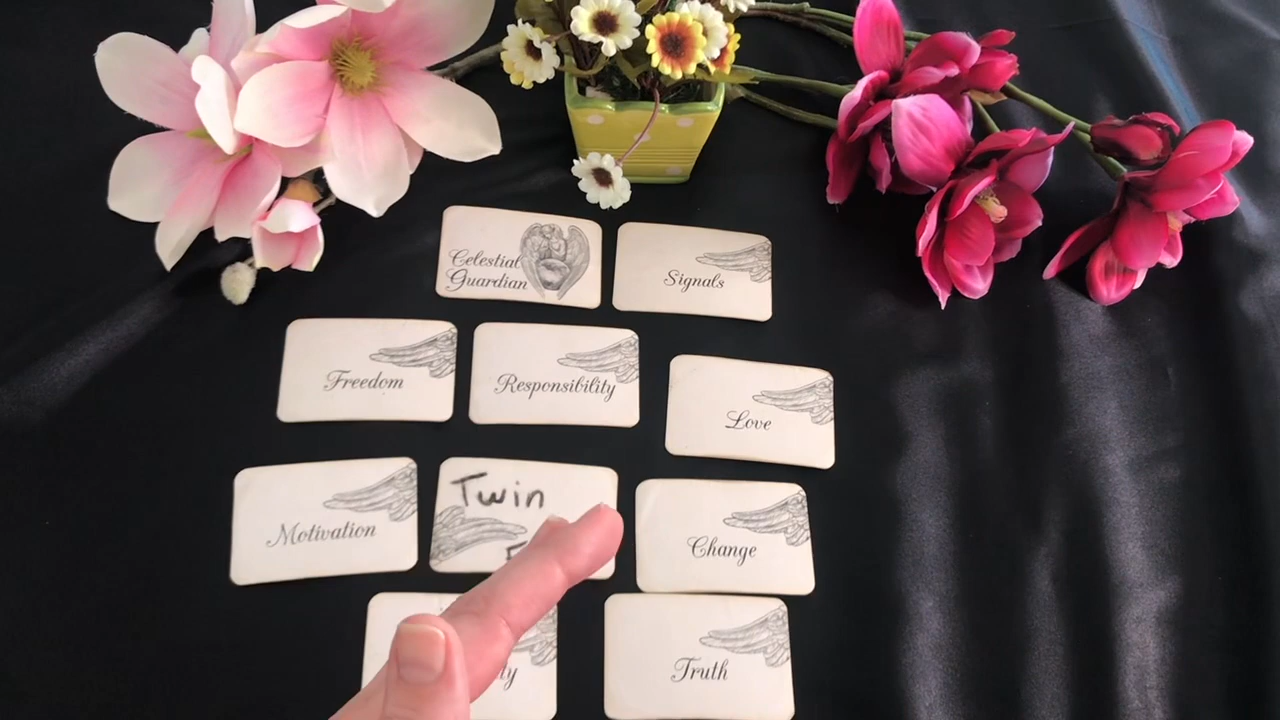 Celestial
Guardian
Signals
Freedom
Responsibility
Love
Motivation
Twin
Change
Truth